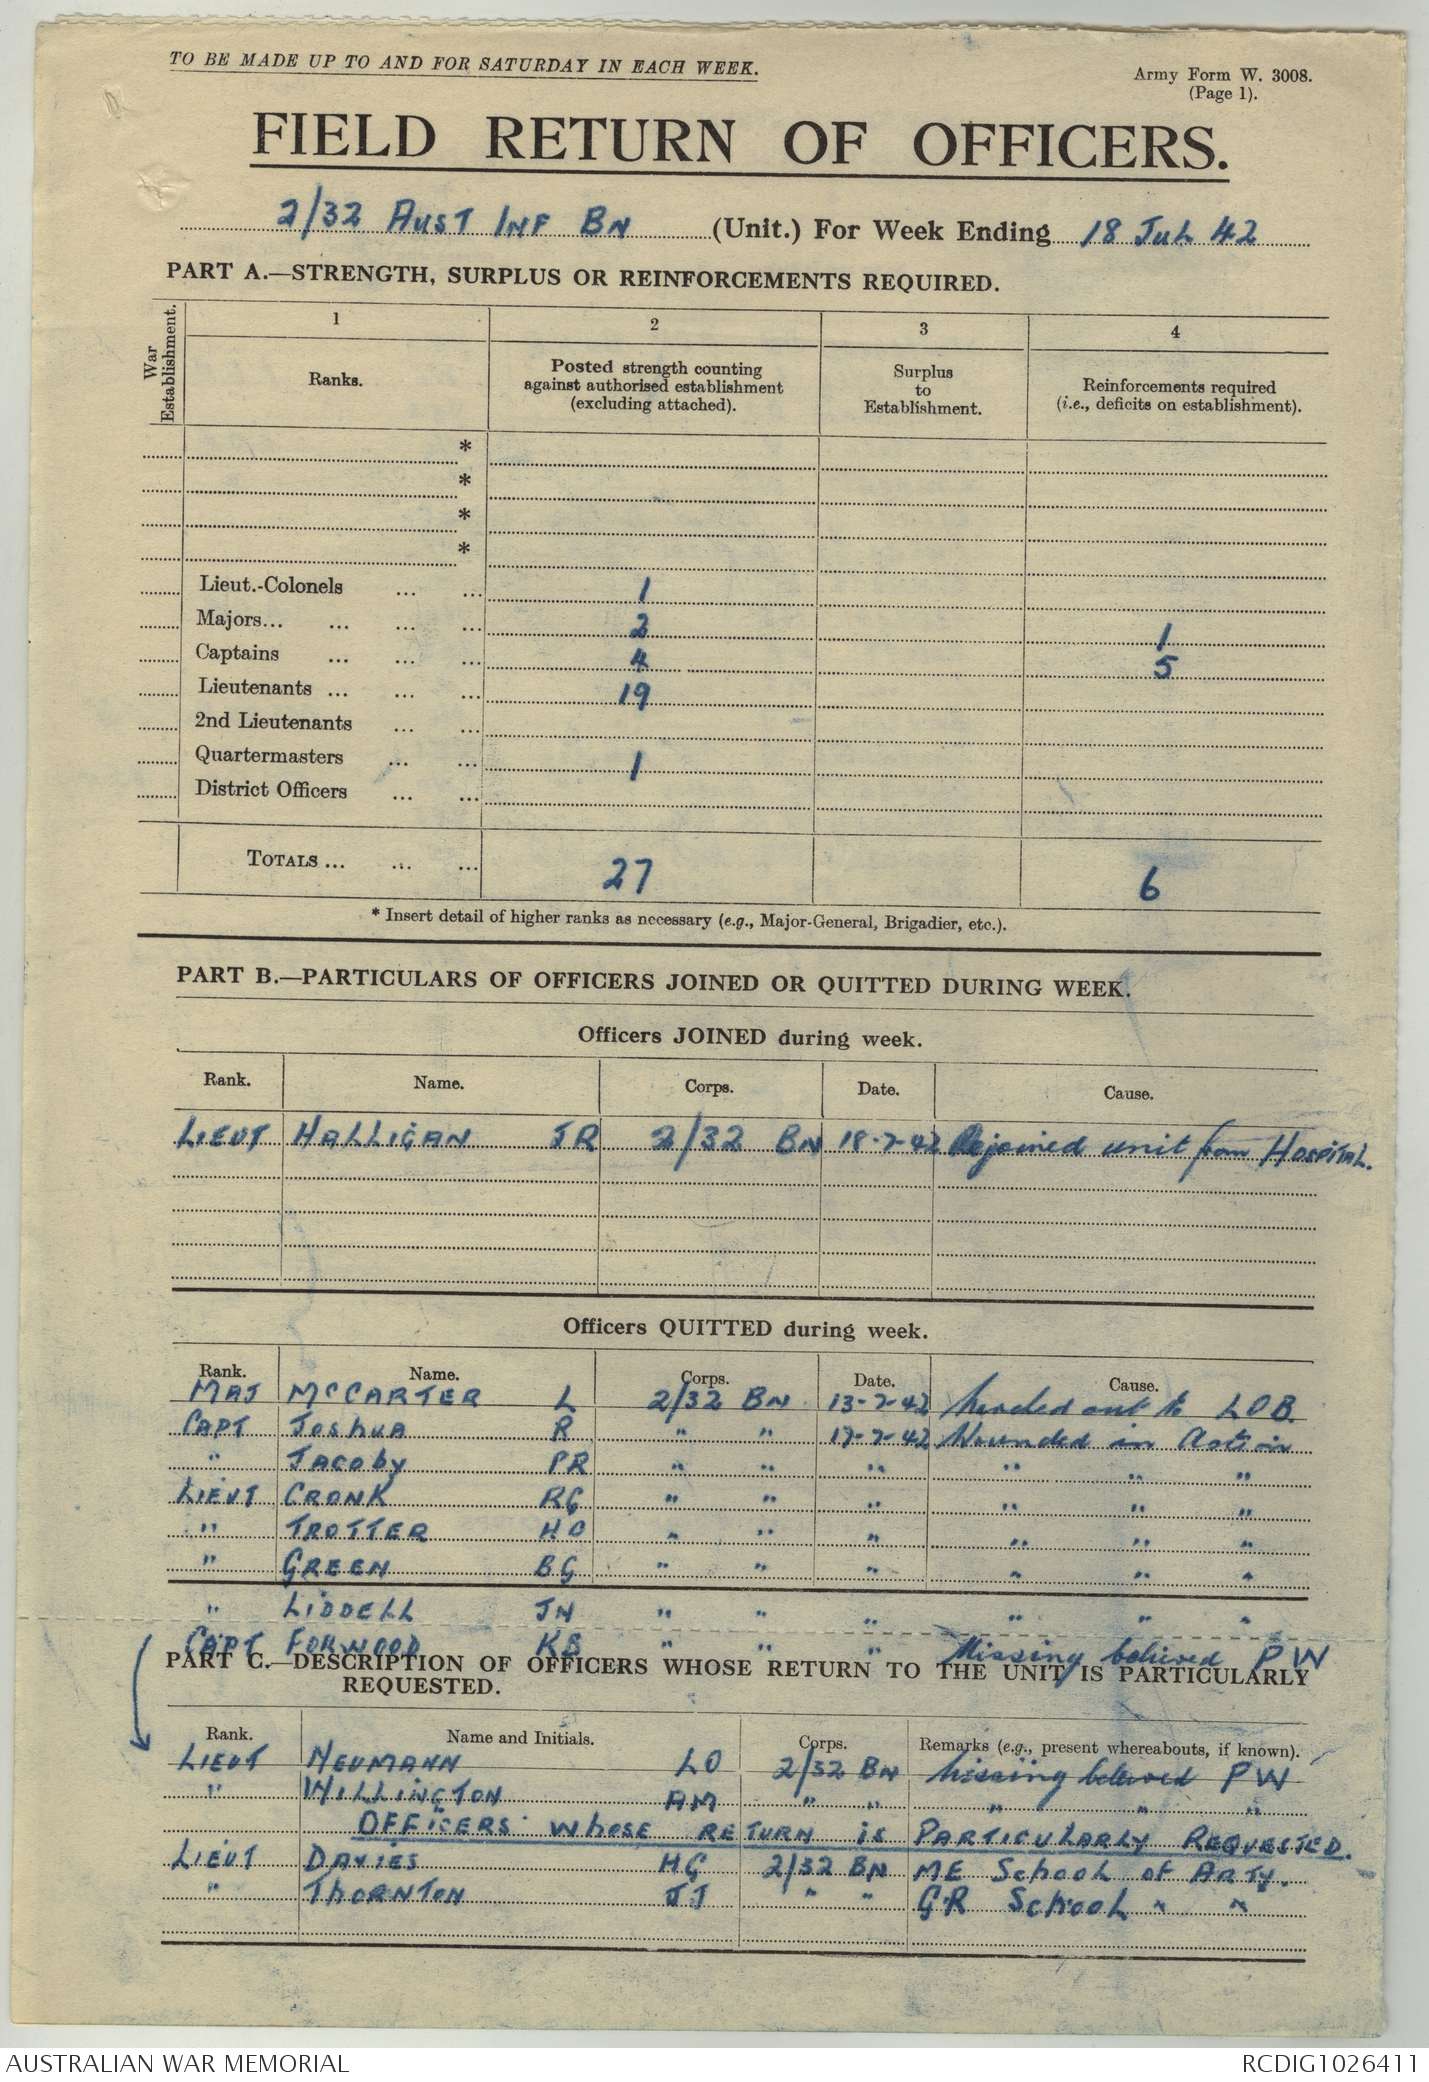 TO BE MADE UP TO AND FOR SATURDAY IN EACH WEEK.
Army Form W. 3008.
(Page 1).
FIELD RETURN OF OFFICERS.
2/32 AUST INF BN (Unit.) For Week Ending 18 JUL 42
PART A.—STRENGTH, SURPLUS OR REINFORCEMENTS REQUIRED.
War Establishment.
1 2 3 4
Ranks.
Posted strength counting against authorised establishment (excluding attached).
Surplus to Establishment.
Reinforcements required (i.e., deficits on establishment).
*
*
*
*
Lieut.-Colonels ... ... 1
Majors... ... ... ... 2 1
Captains ... ... ... 4 5
Lieutenants ... ... ... 19
2nd Lieutenants ... ...
Quartermasters ... ... 1
District Officers ... ...
TOTALS ... ... ... 27 6
* Insert detail of higher ranks as necessary (e.g., Major-General, Brigadier, etc.).
PART B.—PARTICULARS OF OFFICERS JOINED OR QUITTED DURING WEEK.
Officers JOINED during week.
Rank. Name. Corps. Date. Cause.
LIEUT HALLIGAN JR 2/32 BN 18-7-42 Rejoined unit from HOSPITAL.
Officers QUITTED during week.
Rank. Name. Corps. Date. Cause.
MAJ McCARTER L 2/32 BN 13-7-42 out to LOB.
CAPT JOSHUA R " " 17-7-42 Wounded in Action
" JACOBY PR " " " " " "
LIEUT CRONK RG " " " " " "
" TROTTER HO " " " " " "
" GREEN BG " " " " " "
" LIDDELL JN " " " " " "
CAPT FORWOOD KS " " " Missing believed PW
PART C.—DESCRIPTION OF OFFICERS WHOSE RETURN TO THE UNIT IS PARTICULARLY
REQUESTED.
Rank. Name and Initials. Corps. Remarks (e.g., present whereabouts, if known).
LIEUT NEUMANN LO 2/32 BN Missing believed PW
" WILLINGTON AM " " " " "
OFFICERS WHOSE RETURN IS PARTICULARLY REQUESTED.
LIEUT DAVIES HG 2/32 BN ME SCHOOL OF ARTY.
" THORNTON JJ " " GR SCHOOL " "
AUSTRALIAN WAR MEMORIAL
RCDIG1026411